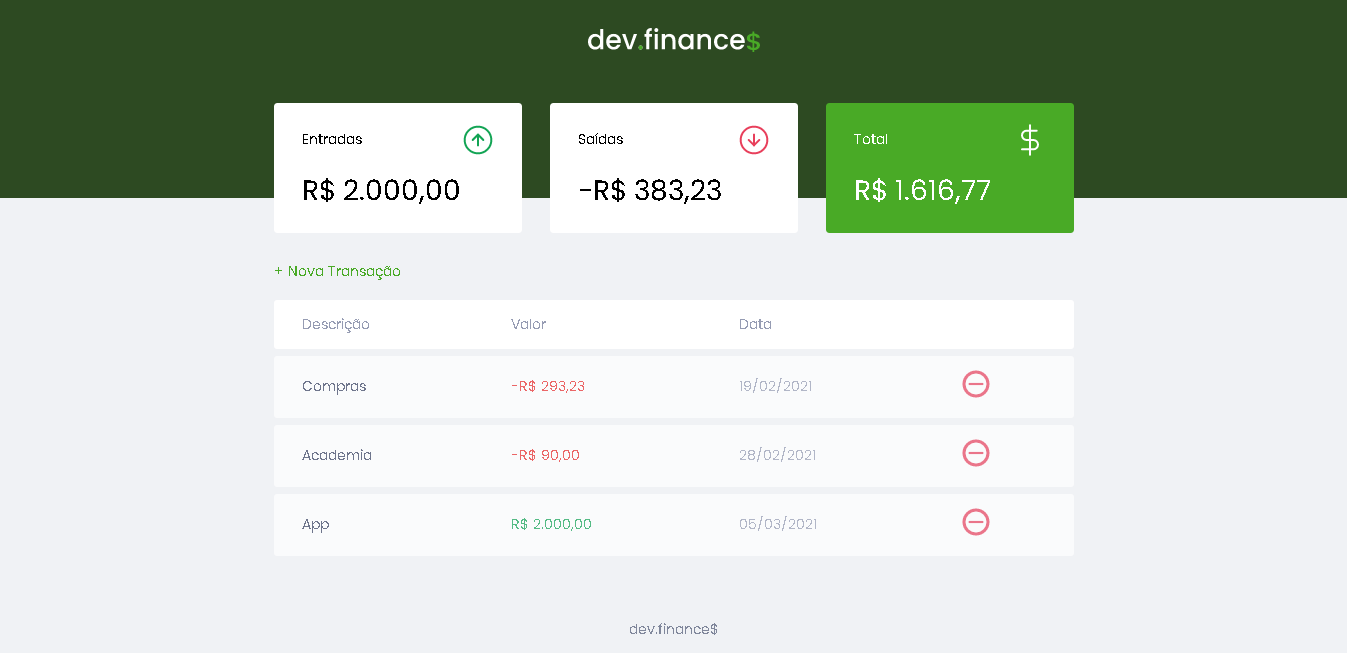 dev.finance$
Entradas
R$ 2.000,00
Saídas
-R$ 383,23
Total
$
R$ 1.616,77
+ Nova Transação
Descrição Valor Data
Compras -R$ 293,23 19/02/2021
Academia -R$ 90,00 28/02/2021
App R$ 2.000,00 05/03/2021
dev.finance$